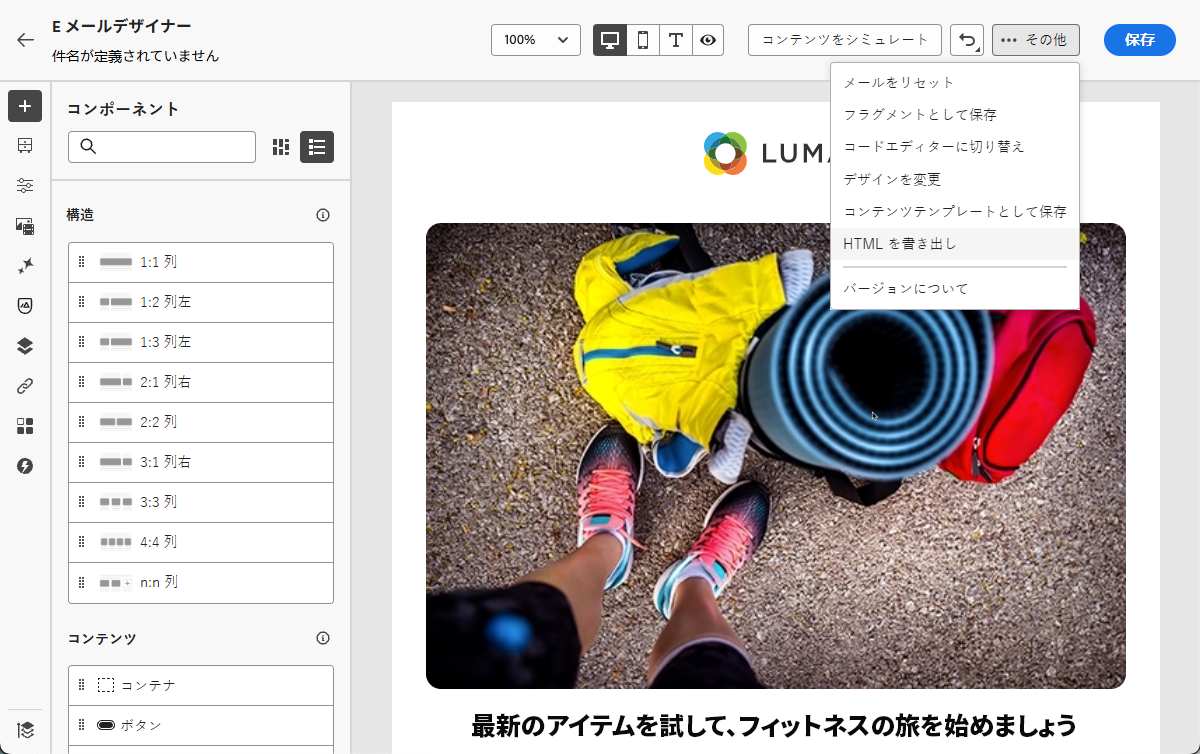 E メールデザイナー
件名が定義されていません
100%
コンテンツをシミュレート
その他
保存
メールをリセット
フラグメントとして保存
コードエディターに切り替え
デザインを変更
コンテンツテンプレートとして保存
HTML を書き出し
バージョンについて
コンポーネント
構造
1:1 列
1:2 列左
1:3 列左
2:1 列右
2:2 列
3:1 列右
3:3 列
4:4 列
n:n 列
コンテンツ
コンテナ
ボタン
LUM
最新のアイテムを試して、フィットネスの旅を始めましょう